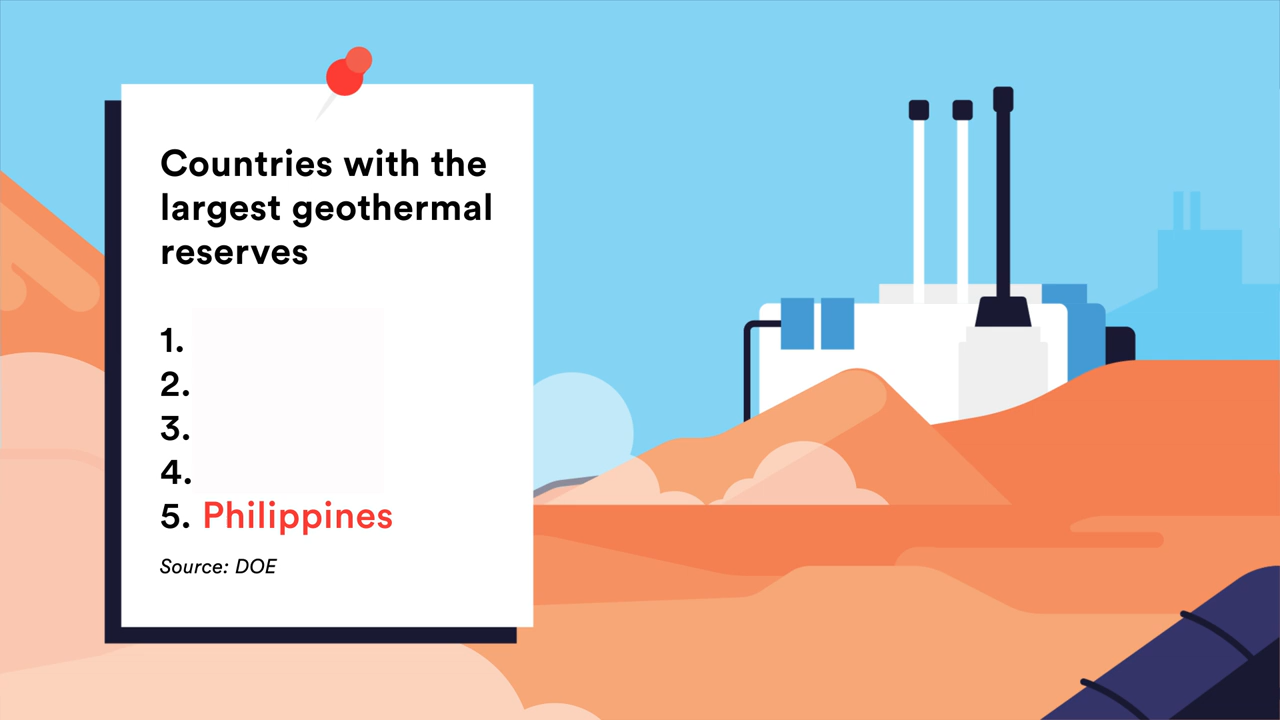 Countries with the
largest geothermal
reserves
1.
2.
3.
4.
5. Philippines
Source: DOE